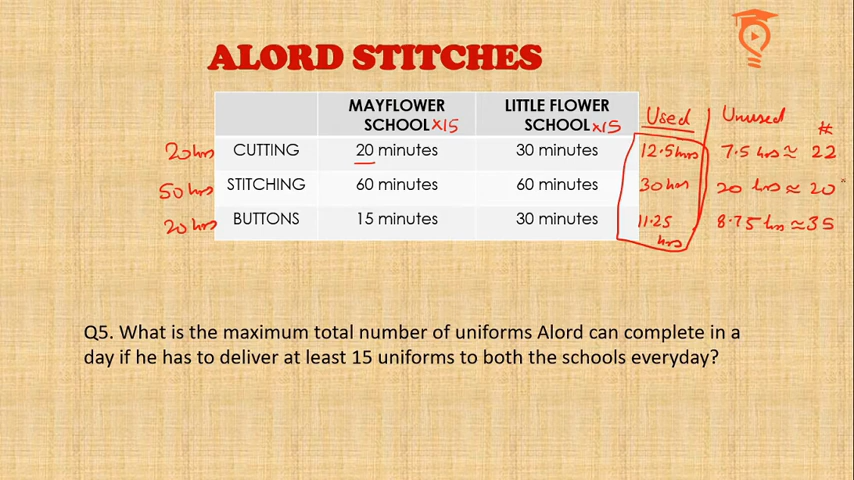 ALORD STITCHES
MAYFLOWER SCHOOL ×15 LITTLE FLOWER SCHOOL ×15 Used Unused #
20 hrs CUTTING 20 minutes 30 minutes 12.5 hrs 7.5 hrs ≈ 22
50 hrs STITCHING 60 minutes 60 minutes 30 hrs 20 hrs ≈ 20
20 hrs BUTTONS 15 minutes 30 minutes 11.25 hrs 8.75 hrs ≈ 35
Q5. What is the maximum total number of uniforms Alord can complete in a
day if he has to deliver at least 15 uniforms to both the schools everyday?